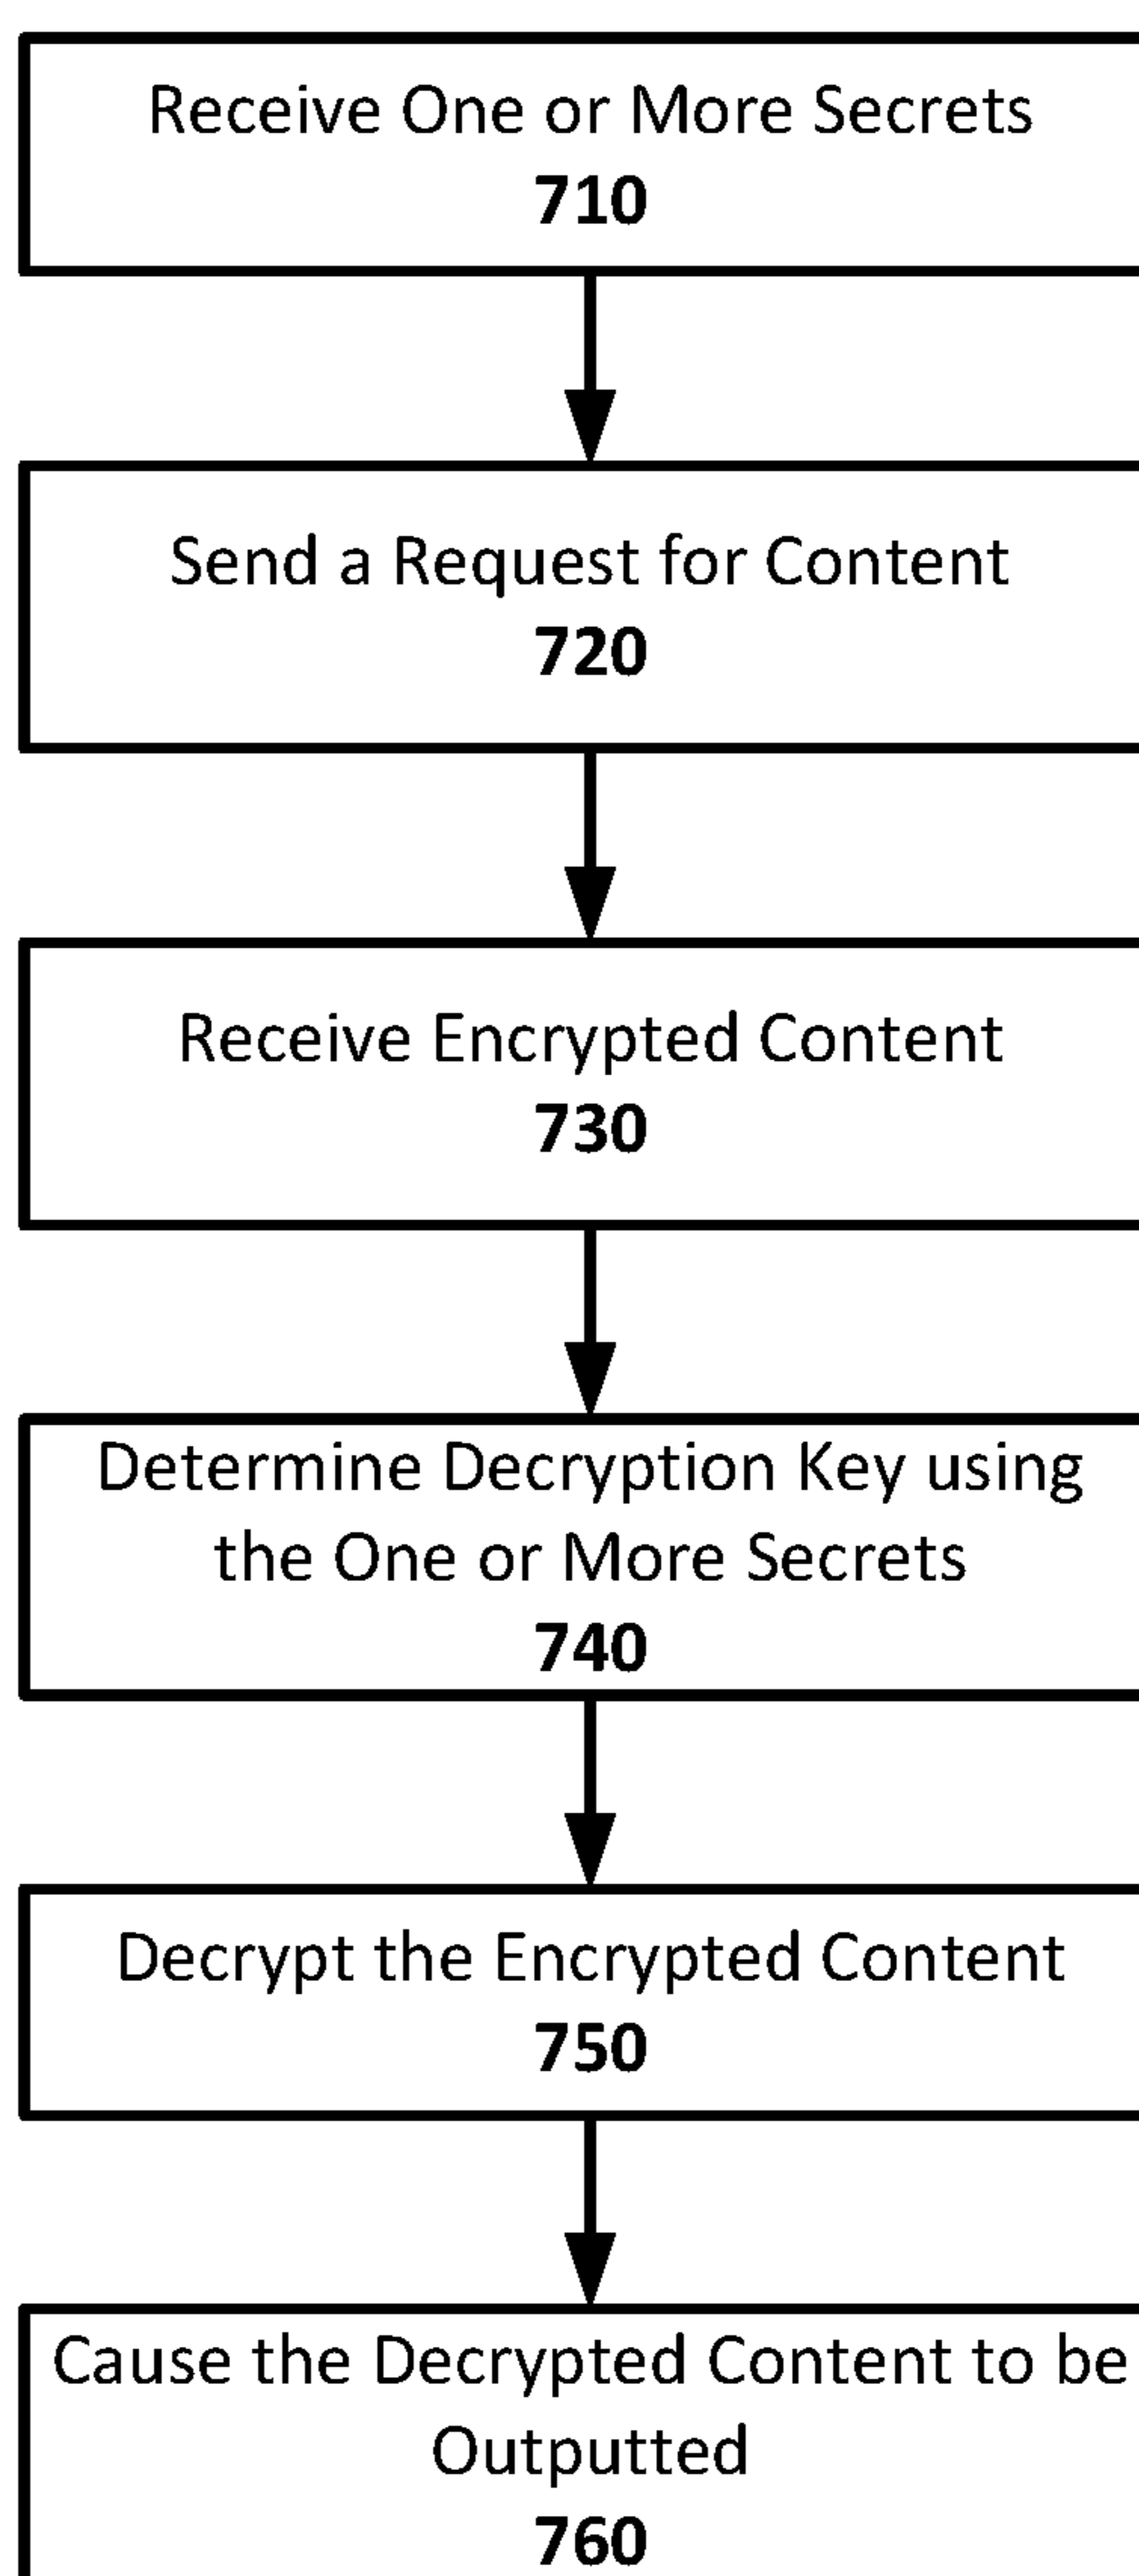 Receive One or More Secrets
710
Send a Request for Content
720
Receive Encrypted Content
730
Determine Decryption Key using
the One or More Secrets
740
Decrypt the Encrypted Content
750
Cause the Decrypted Content to be
Outputted
760